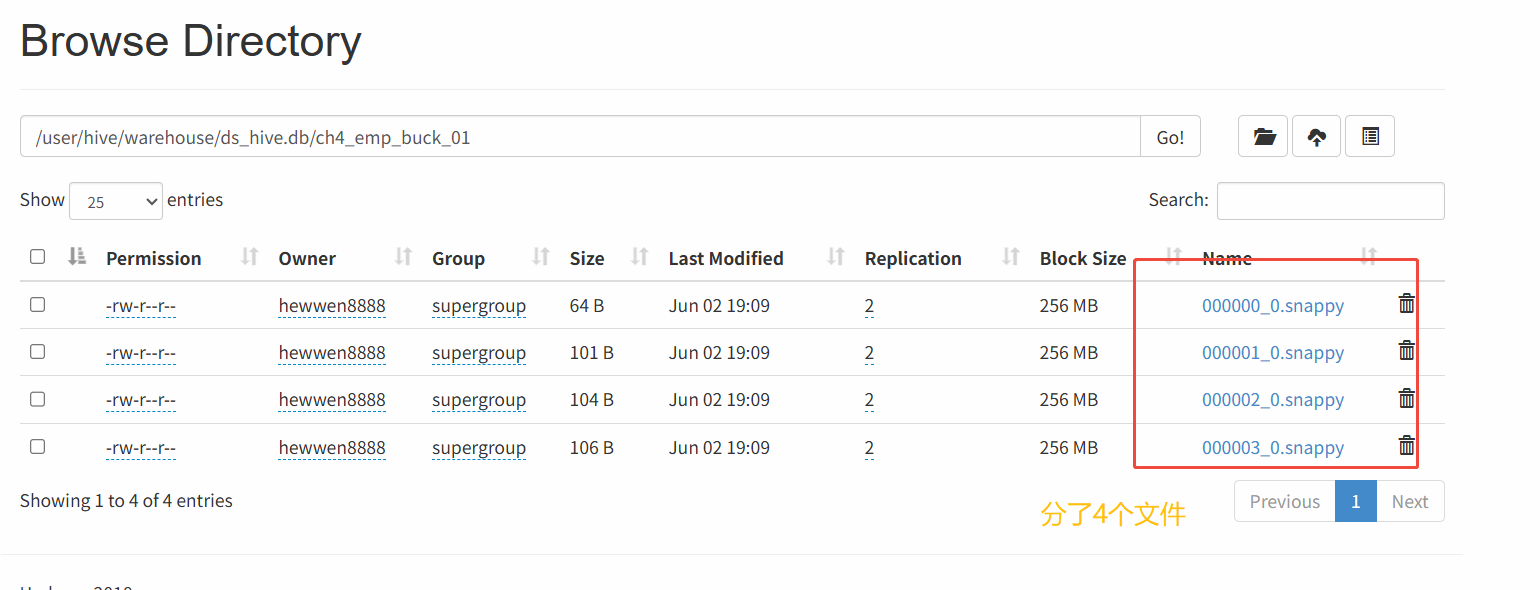 Browse Directory
/user/hive/warehouse/ds_hive.db/ch4_emp_buck_01 Go!
Show 25 entries Search:
Permission Owner Group Size Last Modified Replication Block Size Name
-rw-r--r-- hewwen8888 supergroup 64 B Jun 02 19:09 2 256 MB 000000_0.snappy
-rw-r--r-- hewwen8888 supergroup 101 B Jun 02 19:09 2 256 MB 000001_0.snappy
-rw-r--r-- hewwen8888 supergroup 104 B Jun 02 19:09 2 256 MB 000002_0.snappy
-rw-r--r-- hewwen8888 supergroup 106 B Jun 02 19:09 2 256 MB 000003_0.snappy
Showing 1 to 4 of 4 entries Previous 1 Next
分了4个文件